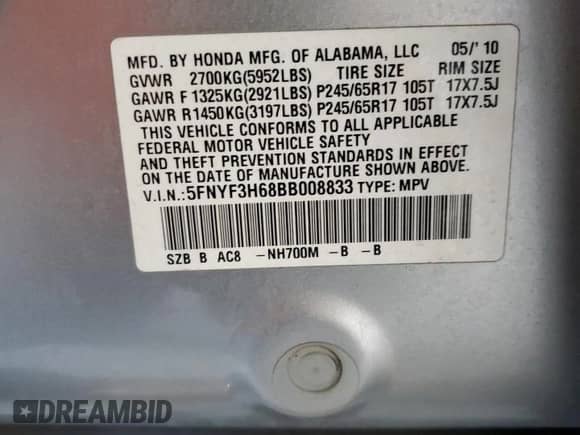 MFD. BY HONDA MFG. OF ALABAMA, LLC 05/' 10
GVWR 2700KG(5952LBS) TIRE SIZE RIM SIZE
GAWR F 1325KG(2921LBS) P245/65R17 105T 17X7.5J
GAWR R1450KG(3197LBS) P245/65R17 105T 17X7.5J
THIS VEHICLE CONFORMS TO ALL APPLICABLE
FEDERAL MOTOR VEHICLE SAFETY
AND THEFT PREVENTION STANDARDS IN EFFECT
ON THE DATE OF MANUFACTURE SHOWN ABOVE.
V.I.N.:5FNYF3H68BB008833 TYPE: MPV
SZB B AC8 -NH700M -B -B
DREAMBID